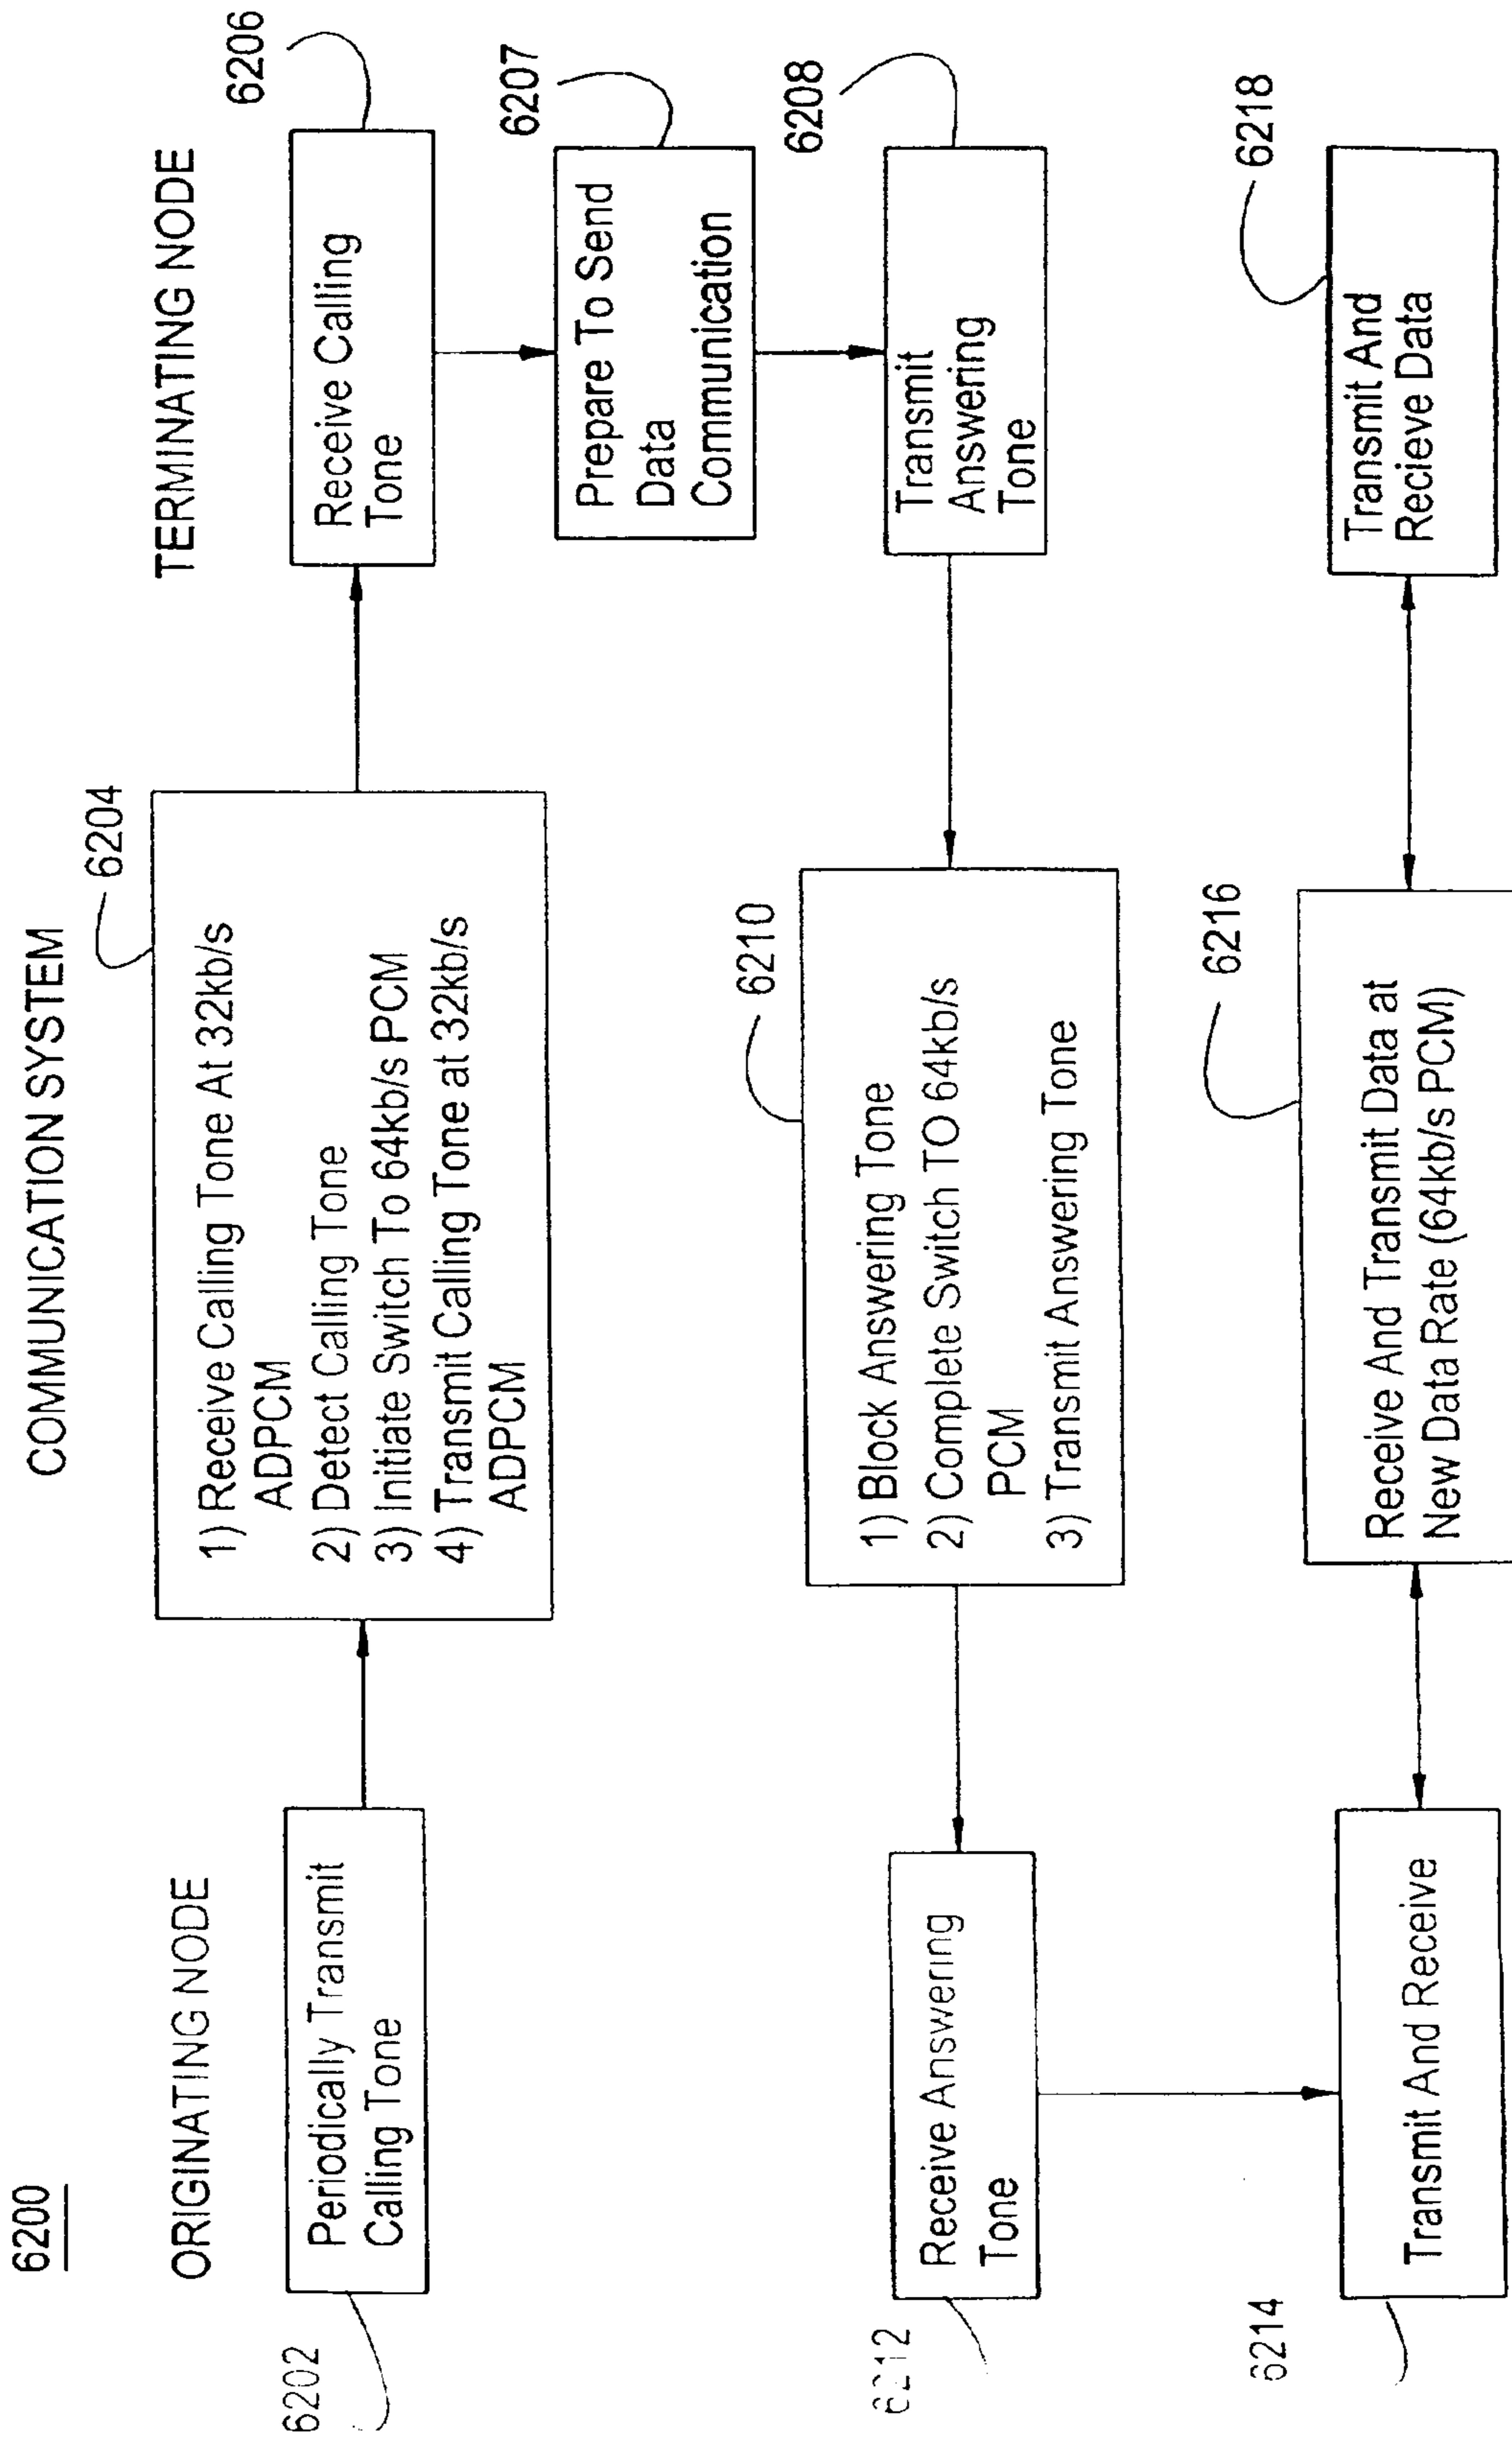 6200
ORIGINATING NODE
COMMUNICATION SYSTEM
TERMINATING NODE
6202
Periodically Transmit
Calling Tone
6204
1) Receive Calling Tone At 32kb/s
ADPCM
2) Detect Calling Tone
3) Initiate Switch To 64kb/s PCM
4) Transmit Calling Tone at 32kb/s
ADPCM
6206
Receive Calling
Tone
6207
Prepare To Send
Data
Communication
6208
Transmit
Answering
Tone
6210
1) Block Answering Tone
2) Complete Switch TO 64kb/s
PCM
3) Transmit Answering Tone
6212
Receive Answering
Tone
6214
Transmit And Receive
6216
Receive And Transmit Data at
New Data Rate (64kb/s PCM)
6218
Transmit And
Recieve Data